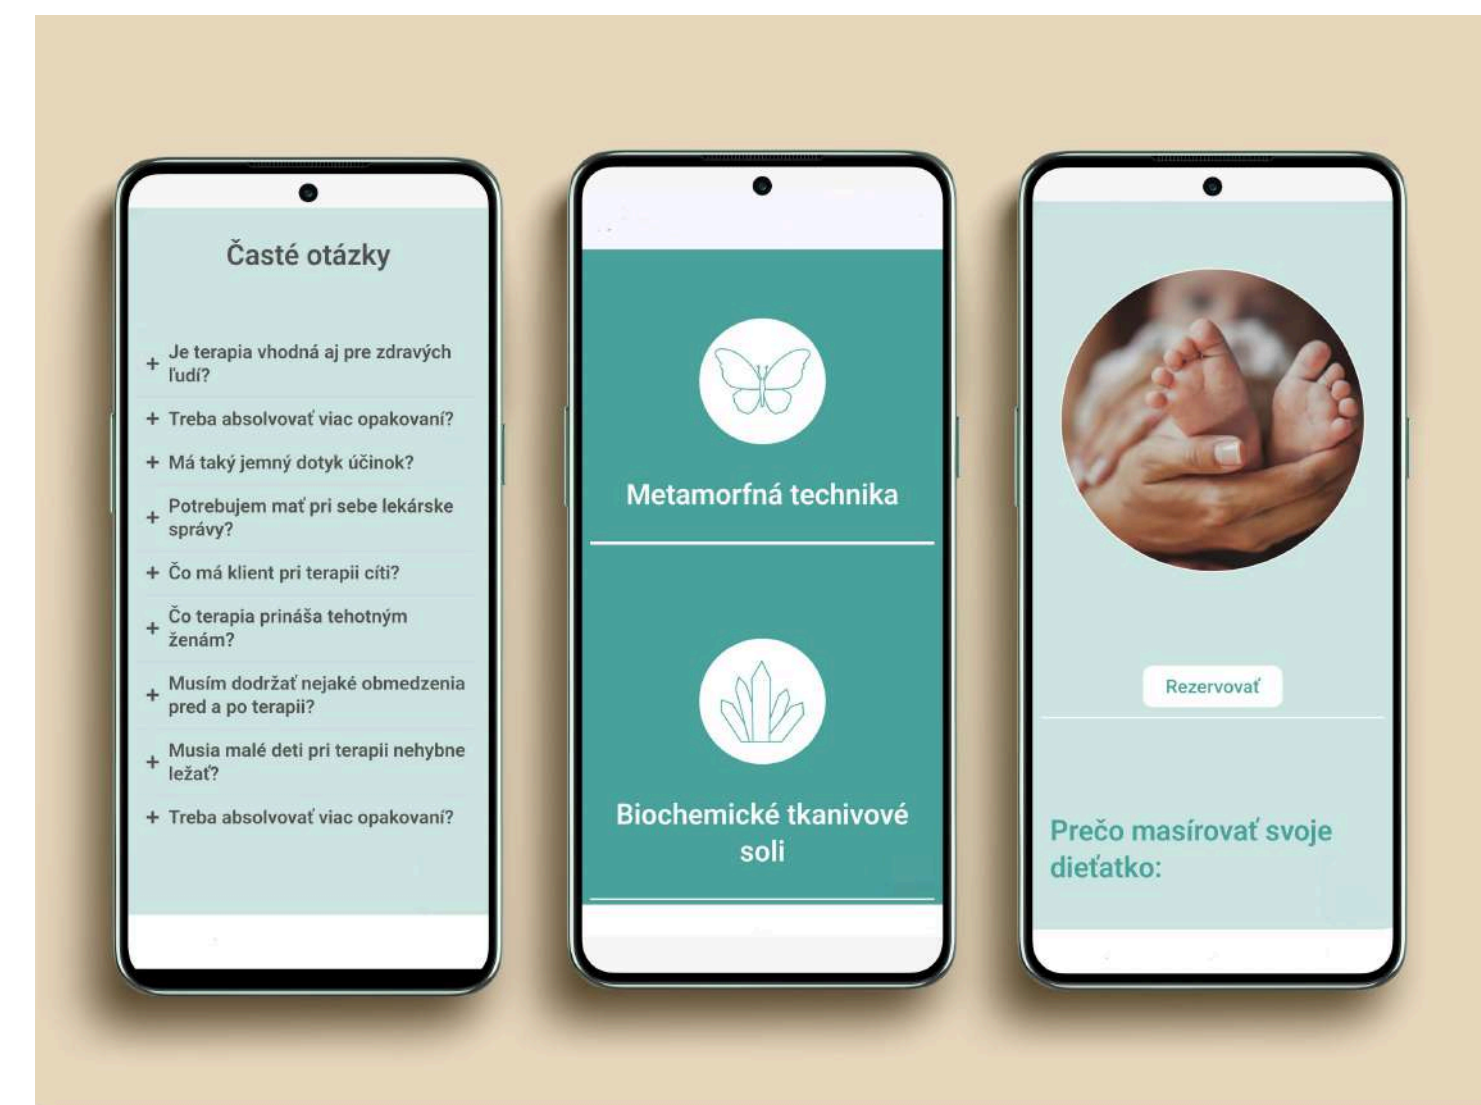 Časté otázky
+ Je terapia vhodná aj pre zdravých
ľudí?
+ Treba absolvovať viac opakovaní?
+ Má taký jemný dotyk účinok?
+ Potrebujem mať pri sebe lekárske
správy?
+ Čo má klient pri terapii cíti?
+ Čo terapia prináša tehotným
ženám?
+ Musím dodržať nejaké obmedzenia
pred a po terapii?
+ Musia malé deti pri terapii nehybne
ležať?
+ Treba absolvovať viac opakovaní?
Metamorfná technika
Biochemické tkanivové
soli
Rezervovať
Prečo masírovať svoje
dieťatko: